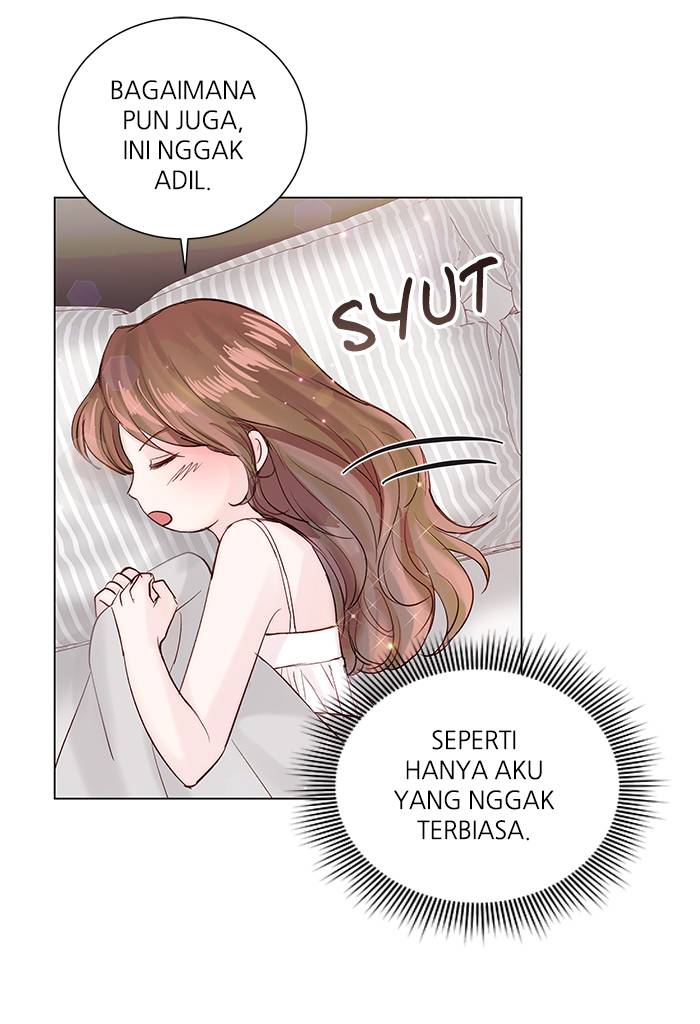 BAGAIMANA
PUN JUGA,
INI NGGAK
ADIL.
SYUT
SEPERTI
HANYA AKU
YANG NGGAK
TERBIASA.